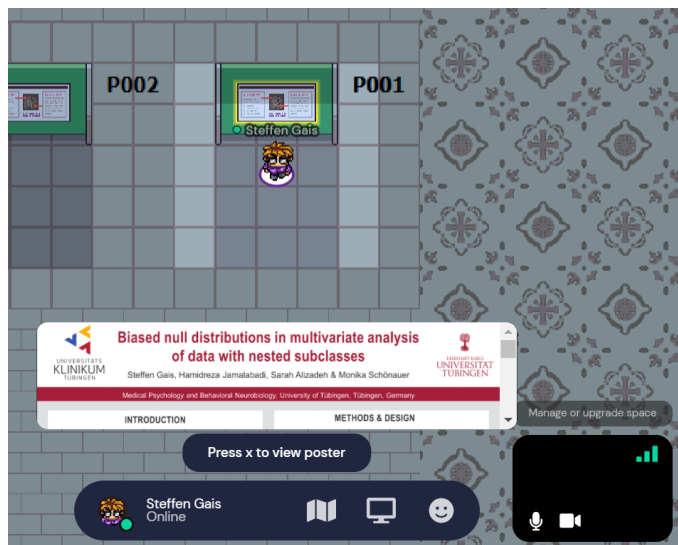 P002
P001
Steffen Gais
UNIVERSITÄTS
KLINIKUM
TÜBINGEN
Biased null distributions in multivariate analysis
of data with nested subclasses
Steffen Gais, Hamidreza Jamalabadi, Sarah Alizadeh & Monika Schönauer
EBERHARD KARLS
UNIVERSITÄT
TÜBINGEN
Medical Psychology and Behavioral Neurobiology, University of Tübingen, Tübingen, Germany
INTRODUCTION
METHODS & DESIGN
Manage or upgrade space
Press x to view poster
Steffen Gais
Online